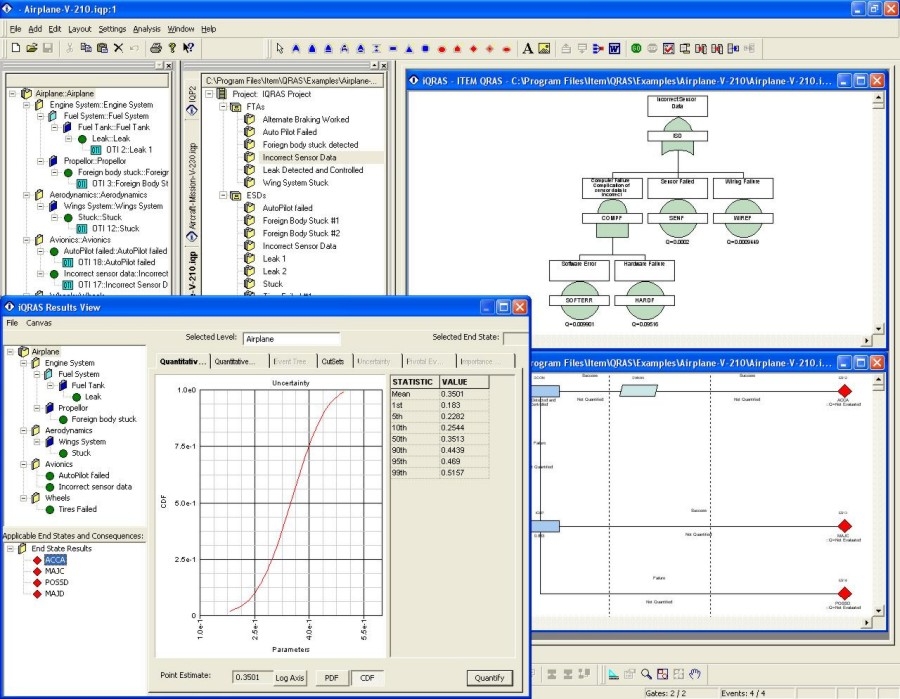 - Airplane-V-210.iqp:1
File Add Edit Layout Settings Analysis Window Help
Airplane::Airplane
Engine System::Engine System
Fuel System::Fuel System
Fuel Tank::Fuel Tank
Leak::Leak
OTI 2::Leak 1
Propellor::Propellor
Foreign body stuck::Foreigr
OTI 3::Foreign Body St
Aerodynamics::Aerodynamics
Wings System::Wings System
Stuck::Stuck
OTI 12::Stuck
Avionics::Avionics
AutoPilot failed::AutoPilot failed
OTI 18::AutoPilot failed
Incorrect sensor data::Incorrect
OTI 17::Incorrect Sensor D
IQP2
Aircraft-Mission-V-220.iqp
e-V-210.iqp
C:\Program Files\Item\QRAS\Examples\Airplane-...
Project: IQRAS Project
FTAs
Alternate Braking Worked
Auto Pilot Failed
Foriegn body stuck detected
Incorrect Sensor Data
Leak Detected and Controlled
Wing System Stuck
ESDs
AutoPilot failed
Foreign Body Stuck #1
Foreign Body Stuck #2
Incorrect Sensor Data
Leak 1
Leak 2
Stuck
iQRAS - ITEM QRAS - C:\Program Files\Item\QRAS\Examples\Airplane-V-210\Airplane-V-210.i...
Incorrect Sensor
Data
ISD
Computer Failure
Complication of
sensor data is
incorrect
Sensor Failed
Wiring Failure
COMPF
SENF
WIREF
Q=0.0002
Q=0.0009449
Software Error
Hardware Failure
SOFTERR
HARDF
Q=0.009901
Q=0.09516
rogram Files\Item\QRAS\Examples\Airplane-V-210\Airplane-V-210.i...
Success
Success
Not Quantified
Not Quantified
ACCA
- Q=Not Evaluated
Failure
Quantified
Success
Not Quantified
MAJC
- Q=Not Evaluated
Failure
Not Quantified
POSSD
- Q=Not Evaluated
iQRAS Results View
File Canvas
Selected Level: Airplane
Selected End State:
Airplane
Engine System
Fuel System
Fuel Tank
Leak
Propellor
Foreign body stuck
Aerodynamics
Wings System
Stuck
Avionics
AutoPilot failed
Incorrect sensor data
Wheels
Tires Failed
Applicable End States and Consequences:
End State Results
ACCA
MAJC
POSSD
MAJD
Quantitativ... Quantitative... Event Tree CutSets Uncertainty Pivotal Ev... Importance ...
Uncertainty
CDF
1.0e0
7.5e-1
5.0e-1
2.5e-1
0
1.0e-1
2.5e-1
4.0e-1
5.5e-1
Parameters
STATISTIC VALUE
Mean 0.3501
1st 0.183
5th 0.2282
10th 0.2544
50th 0.3513
90th 0.4439
95th 0.469
99th 0.5157
Point Estimate: 0.3501 Log Axis PDF CDF Quantify
Gates: 2 / 2 Events: 4 / 4